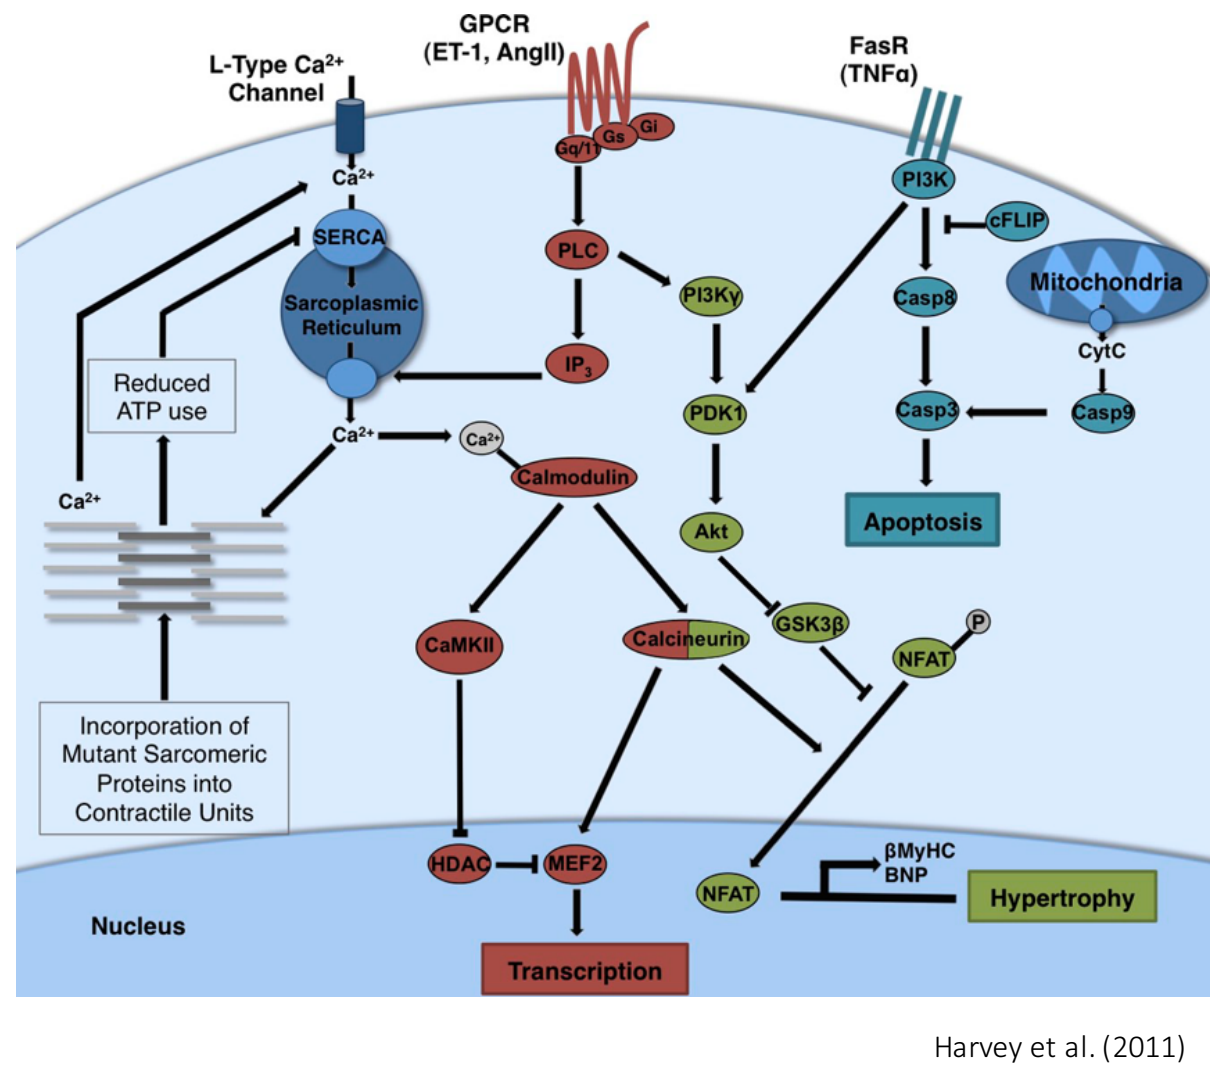 GPCR
(ET-1, AngII)
FasR
(TNFα)
L-Type Ca²⁺
Channel
Gq/11
Gs
Gi
Ca²⁺
PI3K
cFLIP
SERCA
PLC
Mitochondria
PI3Kγ
Casp8
Sarcoplasmic
Reticulum
CytC
IP₃
Reduced
ATP use
PDK1
Casp3
Casp9
Ca²⁺
Ca²⁺
Calmodulin
Ca²⁺
Akt
Apoptosis
GSK3β
P
CaMKII
Calcineurin
NFAT
Incorporation of
Mutant Sarcomeric
Proteins into
Contractile Units
HDAC
MEF2
βMyHC
BNP
NFAT
Hypertrophy
Nucleus
Transcription
Harvey et al. (2011)